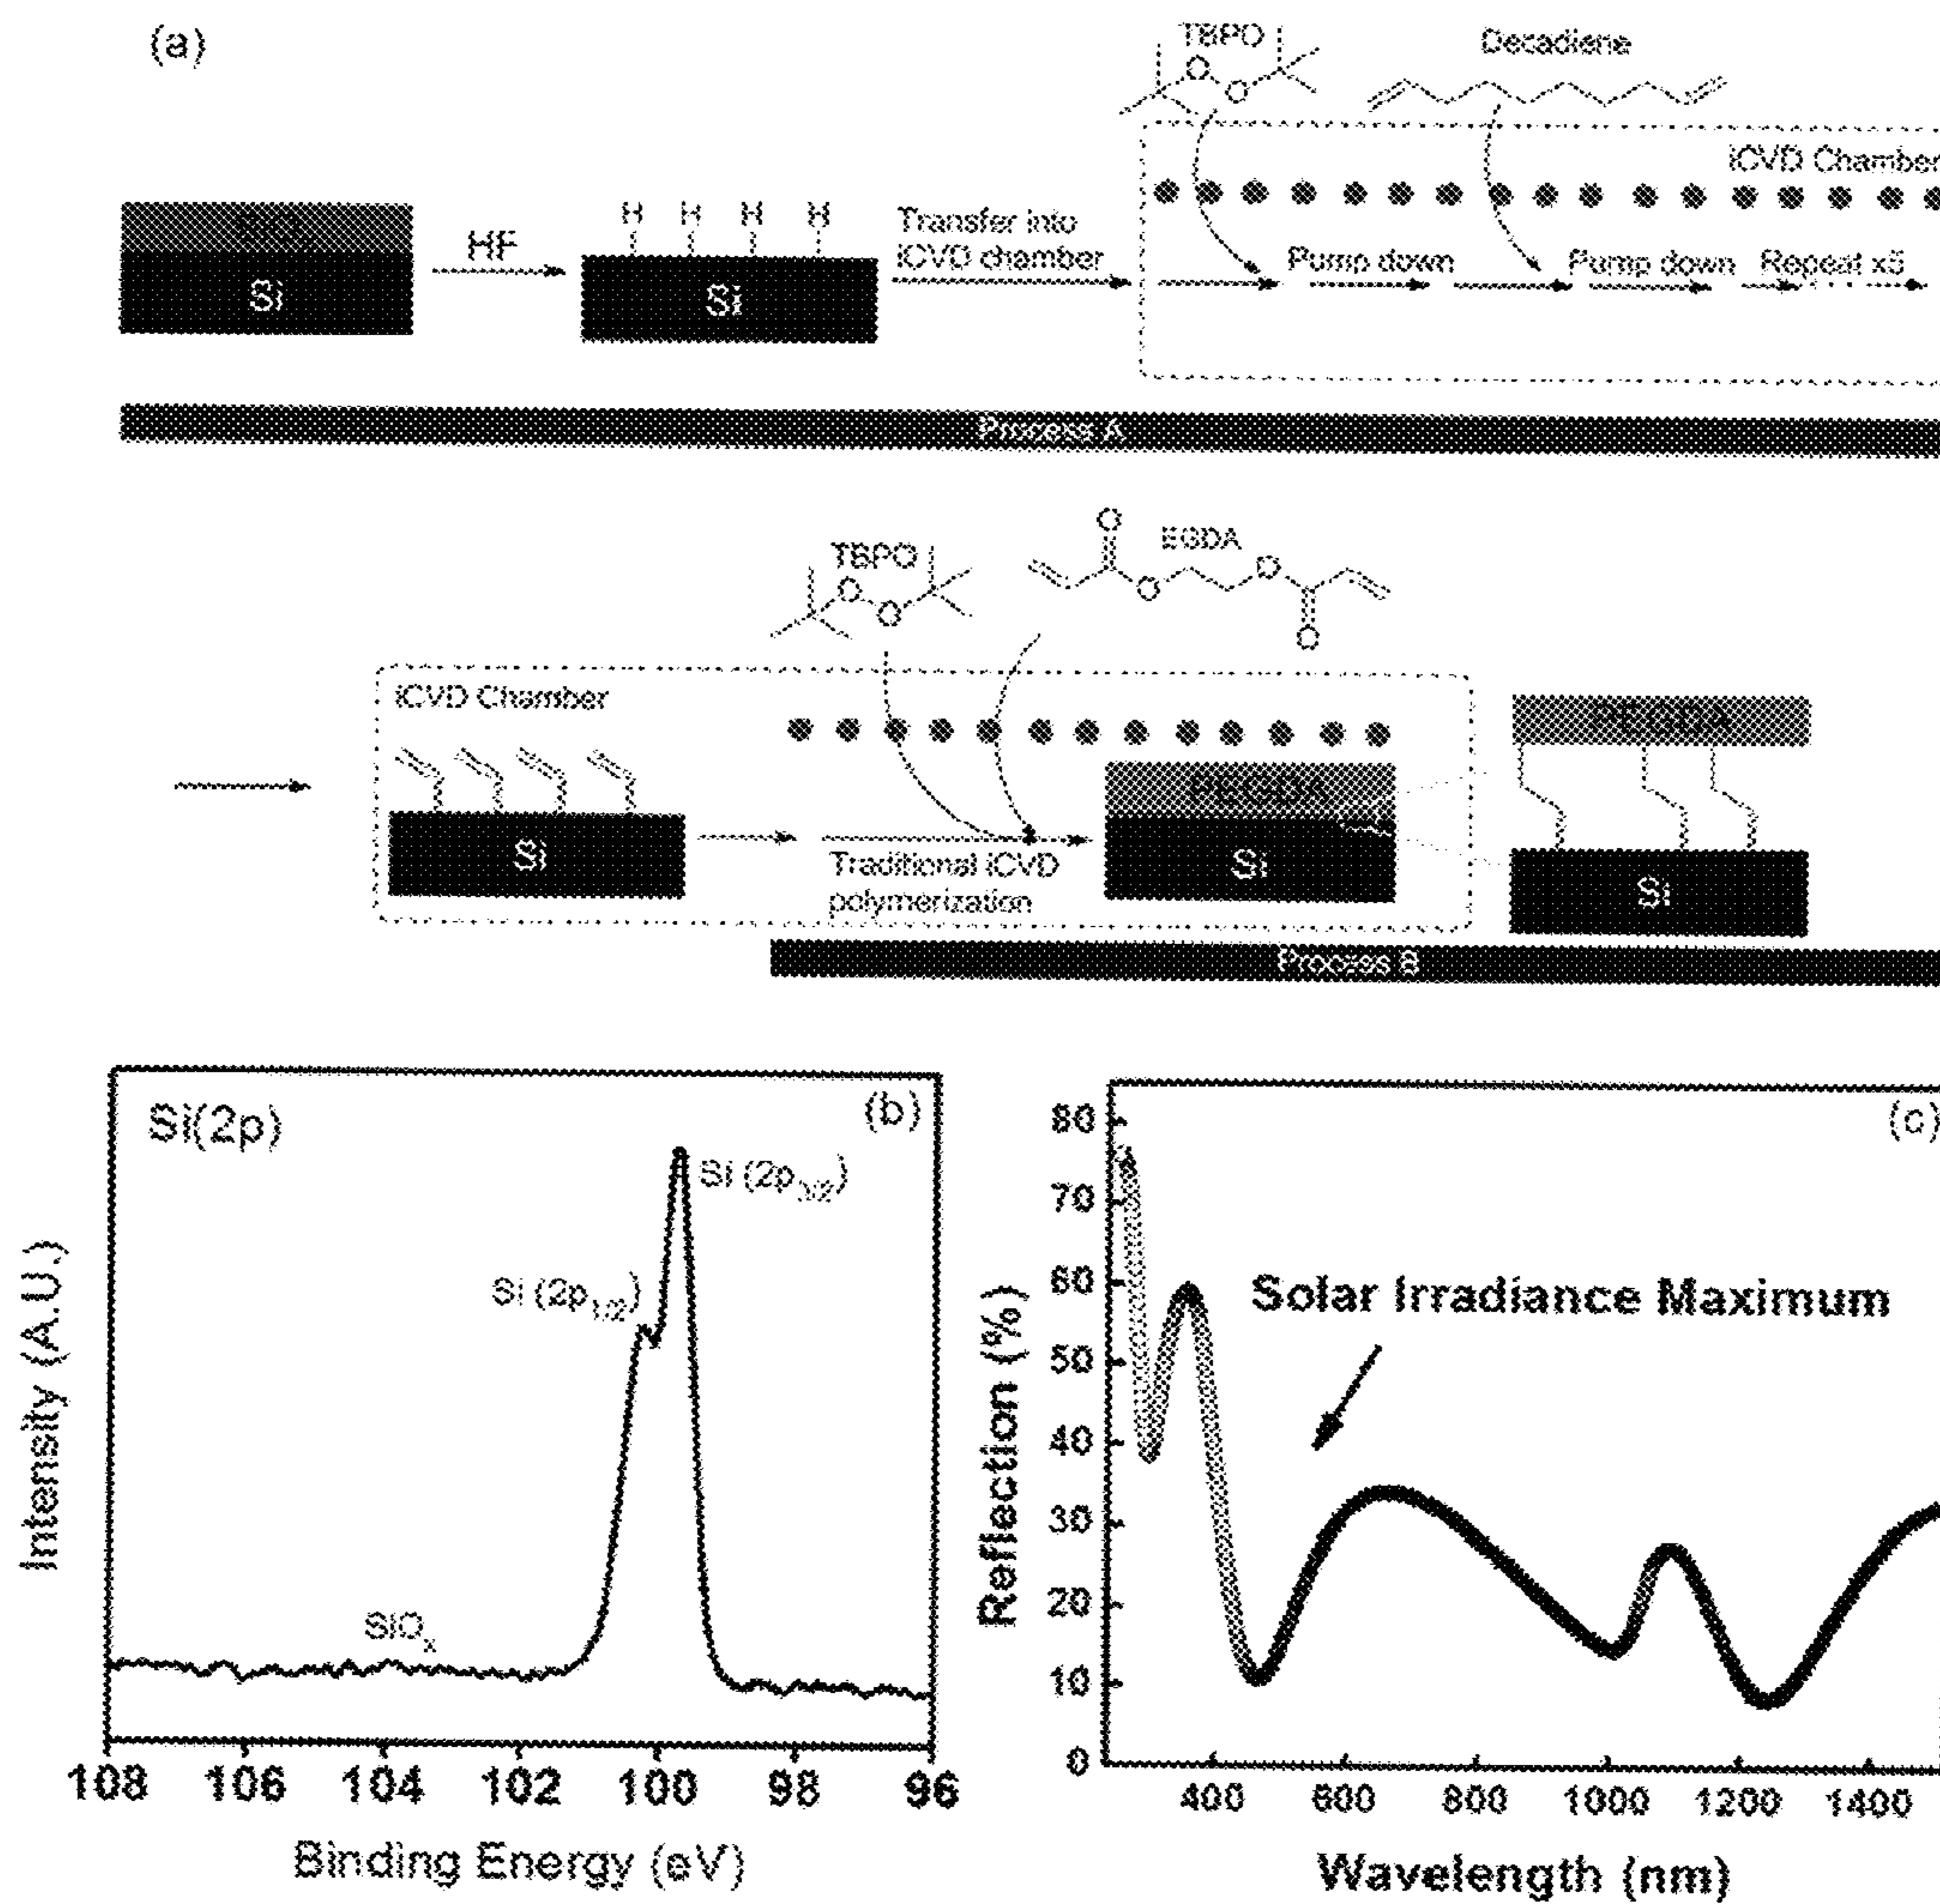 (a)
TBPO
Decadiene
O
O
iCVD Chamber
SiO2
Si
HF
H H H H
Si
Transfer into
iCVD chamber
Pump down
Pump down
Repeat x5
Process A
TBPO
O
O
O
EGDA
O
O
O
iCVD Chamber
Si
Traditional iCVD
polymerization
PEGDA
Si
PEGDA
Si
Process B
Si(2p)
(b)
Si (2p3/2)
Si (2p1/2)
SiOx
Intensity (A.U.)
108 106 104 102 100 98 96
Binding Energy (eV)
(c)
Solar Irradiance Maximum
Reflection (%)
80
70
60
50
40
30
20
10
0
400 600 800 1000 1200 1400
Wavelength (nm)